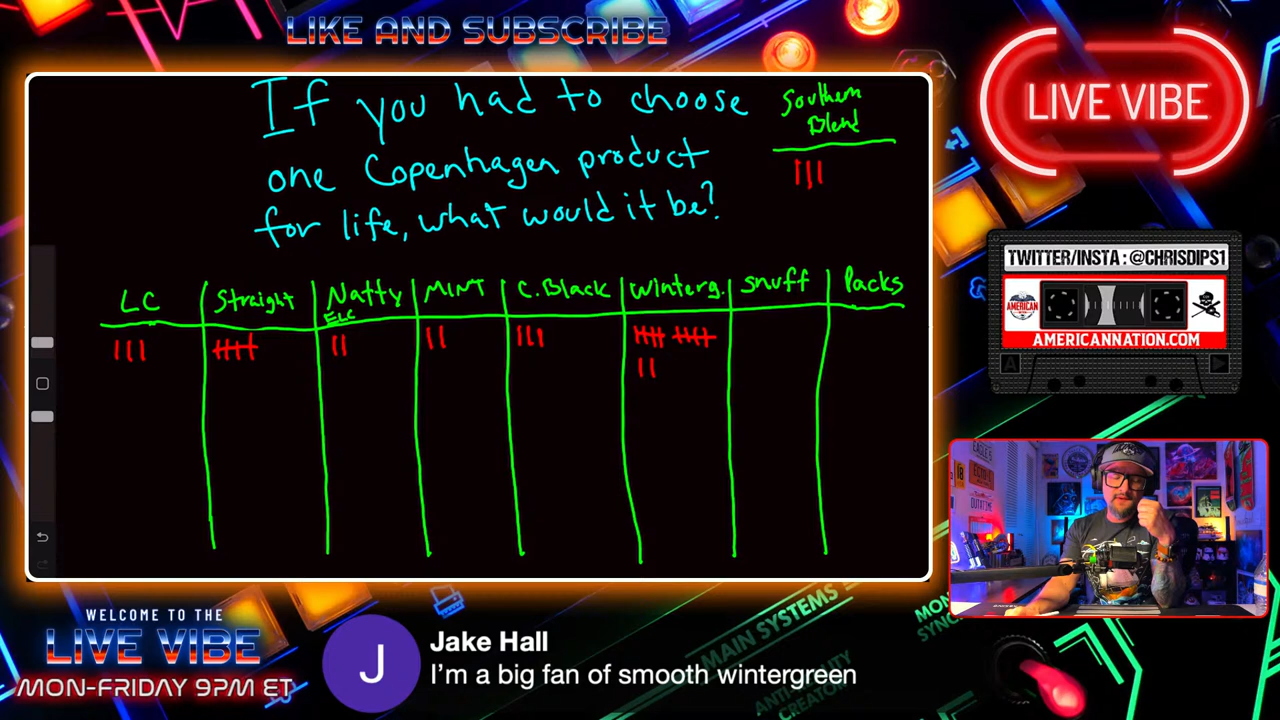 LIKE AND SUBSCRIBE
If you had to choose
one Copenhagen product
for life, what would it be?
Southern
Blend
LC
Straight
Natty
ELC
MINT
C Black
Winterg.
snuff
Packs
LIVE VIBE
TWITTER/INSTA : @CHRISDIPS1
AMERICAN
AMERICANNATION.COM
A
WELCOME TO THE
LIVE VIBE
MON-FRIDAY 9PM ET
J
Jake Hall
I'm a big fan of smooth wintergreen
MAIN SYSTEMS